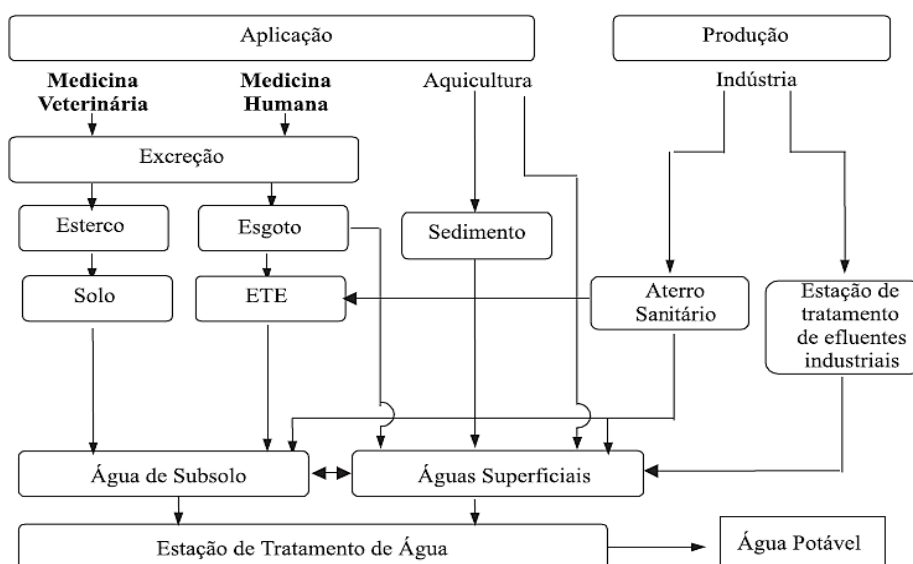 Aplicação
Produção
Medicina
Veterinária
Medicina
Humana
Aquicultura
Indústria
Excreção
Esterco
Esgoto
Sedimento
Solo
ETE
Aterro
Sanitário
Estação de
tratamento
de efluentes
industriais
Água de Subsolo
Águas Superficiais
Estação de Tratamento de Água
Água Potável